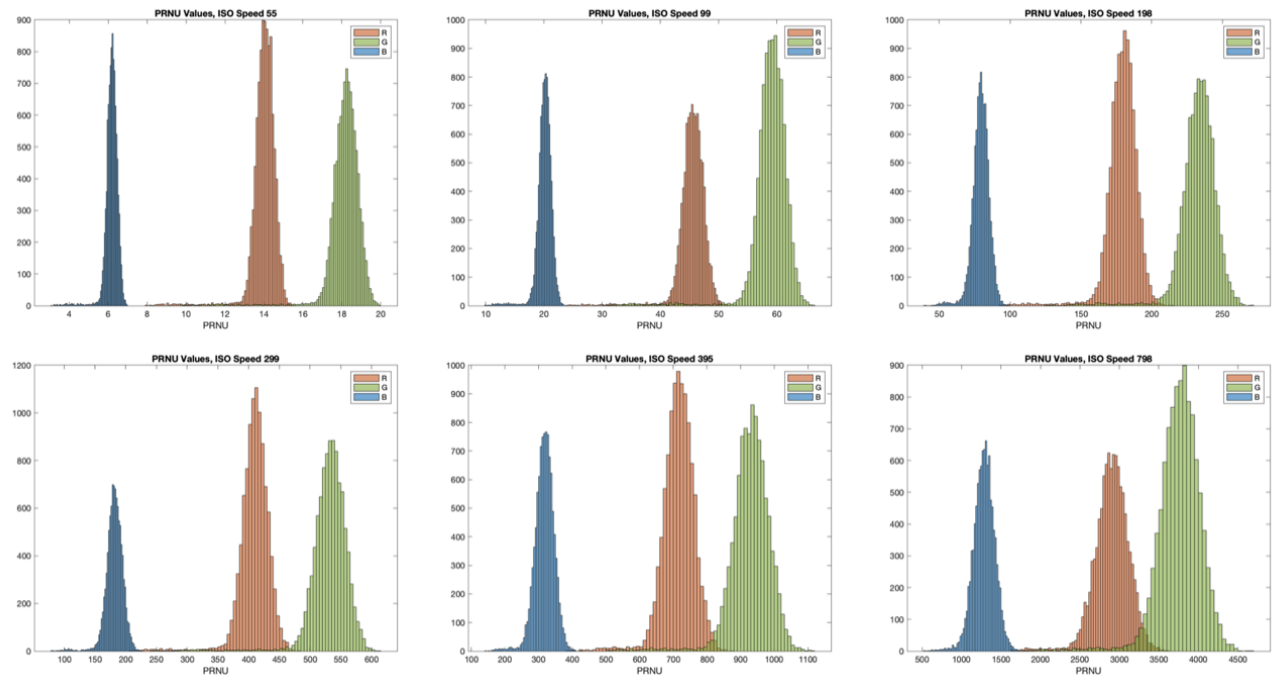 PRNU Values, ISO Speed 55
900
800
700
600
500
400
300
200
100
0
4 6 8 10 12 14 16 18 20
PRNU
R
G
B
PRNU Values, ISO Speed 99
1000
900
800
700
600
500
400
300
200
100
0
10 20 30 40 50 60
PRNU
R
G
B
PRNU Values, ISO Speed 198
1000
900
800
700
600
500
400
300
200
100
0
50 100 150 200 250
PRNU
R
G
B
PRNU Values, ISO Speed 299
1200
1000
800
600
400
200
0
100 150 200 250 300 350 400 450 500 550 600
PRNU
R
G
B
PRNU Values, ISO Speed 395
1000
900
800
700
600
500
400
300
200
100
0
100 200 300 400 500 600 700 800 900 1000 1100
PRNU
R
G
B
PRNU Values, ISO Speed 798
900
800
700
600
500
400
300
200
100
0
500 1000 1500 2000 2500 3000 3500 4000 4500
PRNU
R
G
B